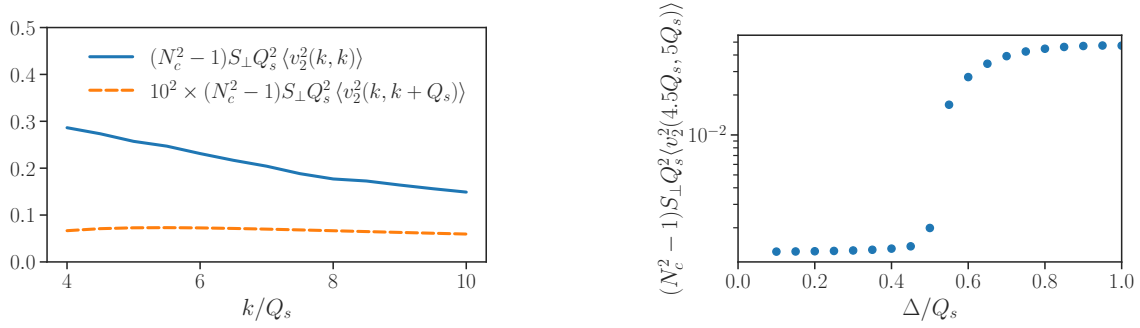 0.5
0.4
0.3
0.2
0.1
0.0
(N_c^2 − 1)S_⊥Q_s^2 ⟨v_2^2(k, k)⟩
10^2 × (N_c^2 − 1)S_⊥Q_s^2 ⟨v_2^2(k, k + Q_s)⟩
4 6 8 10
k/Q_s
(N_c^2 − 1)S_⊥Q_s^2⟨v_2^2(4.5Q_s, 5Q_s)⟩
10^−2
0.0 0.2 0.4 0.6 0.8 1.0
Δ/Q_s